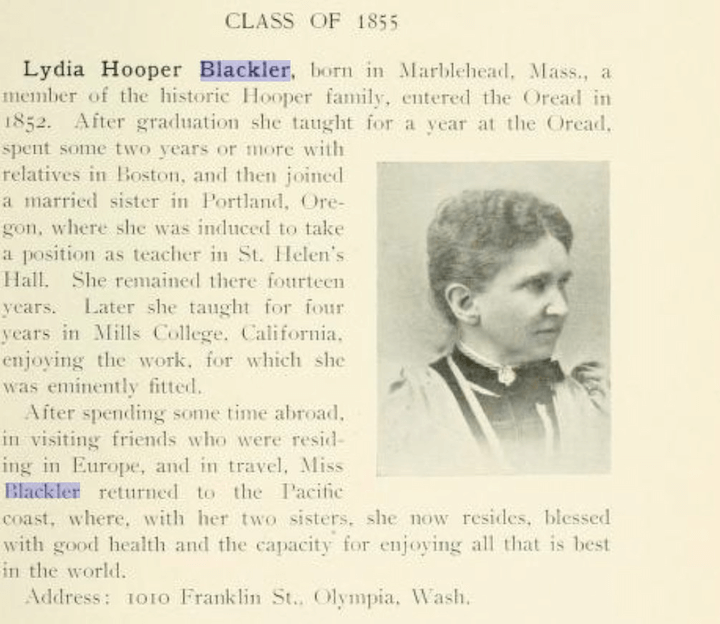 CLASS OF 1855
Lydia Hooper Blackler, born in Marblehead, Mass., a
member of the historic Hooper family, entered the Oread in
1852. After graduation she taught for a year at the Oread,
spent some two years or more with
relatives in Boston, and then joined
a married sister in Portland, Ore-
gon, where she was induced to take
a position as teacher in St. Helen's
Hall. She remained there fourteen
years. Later she taught for four
years in Mills College, California,
enjoying the work, for which she
was eminently fitted.
After spending some time abroad,
in visiting friends who were resid-
ing in Europe, and in travel, Miss
Blackler returned to the Pacific
coast, where, with her two sisters, she now resides, blessed
with good health and the capacity for enjoying all that is best
in the world.
Address: 1010 Franklin St., Olympia, Wash.